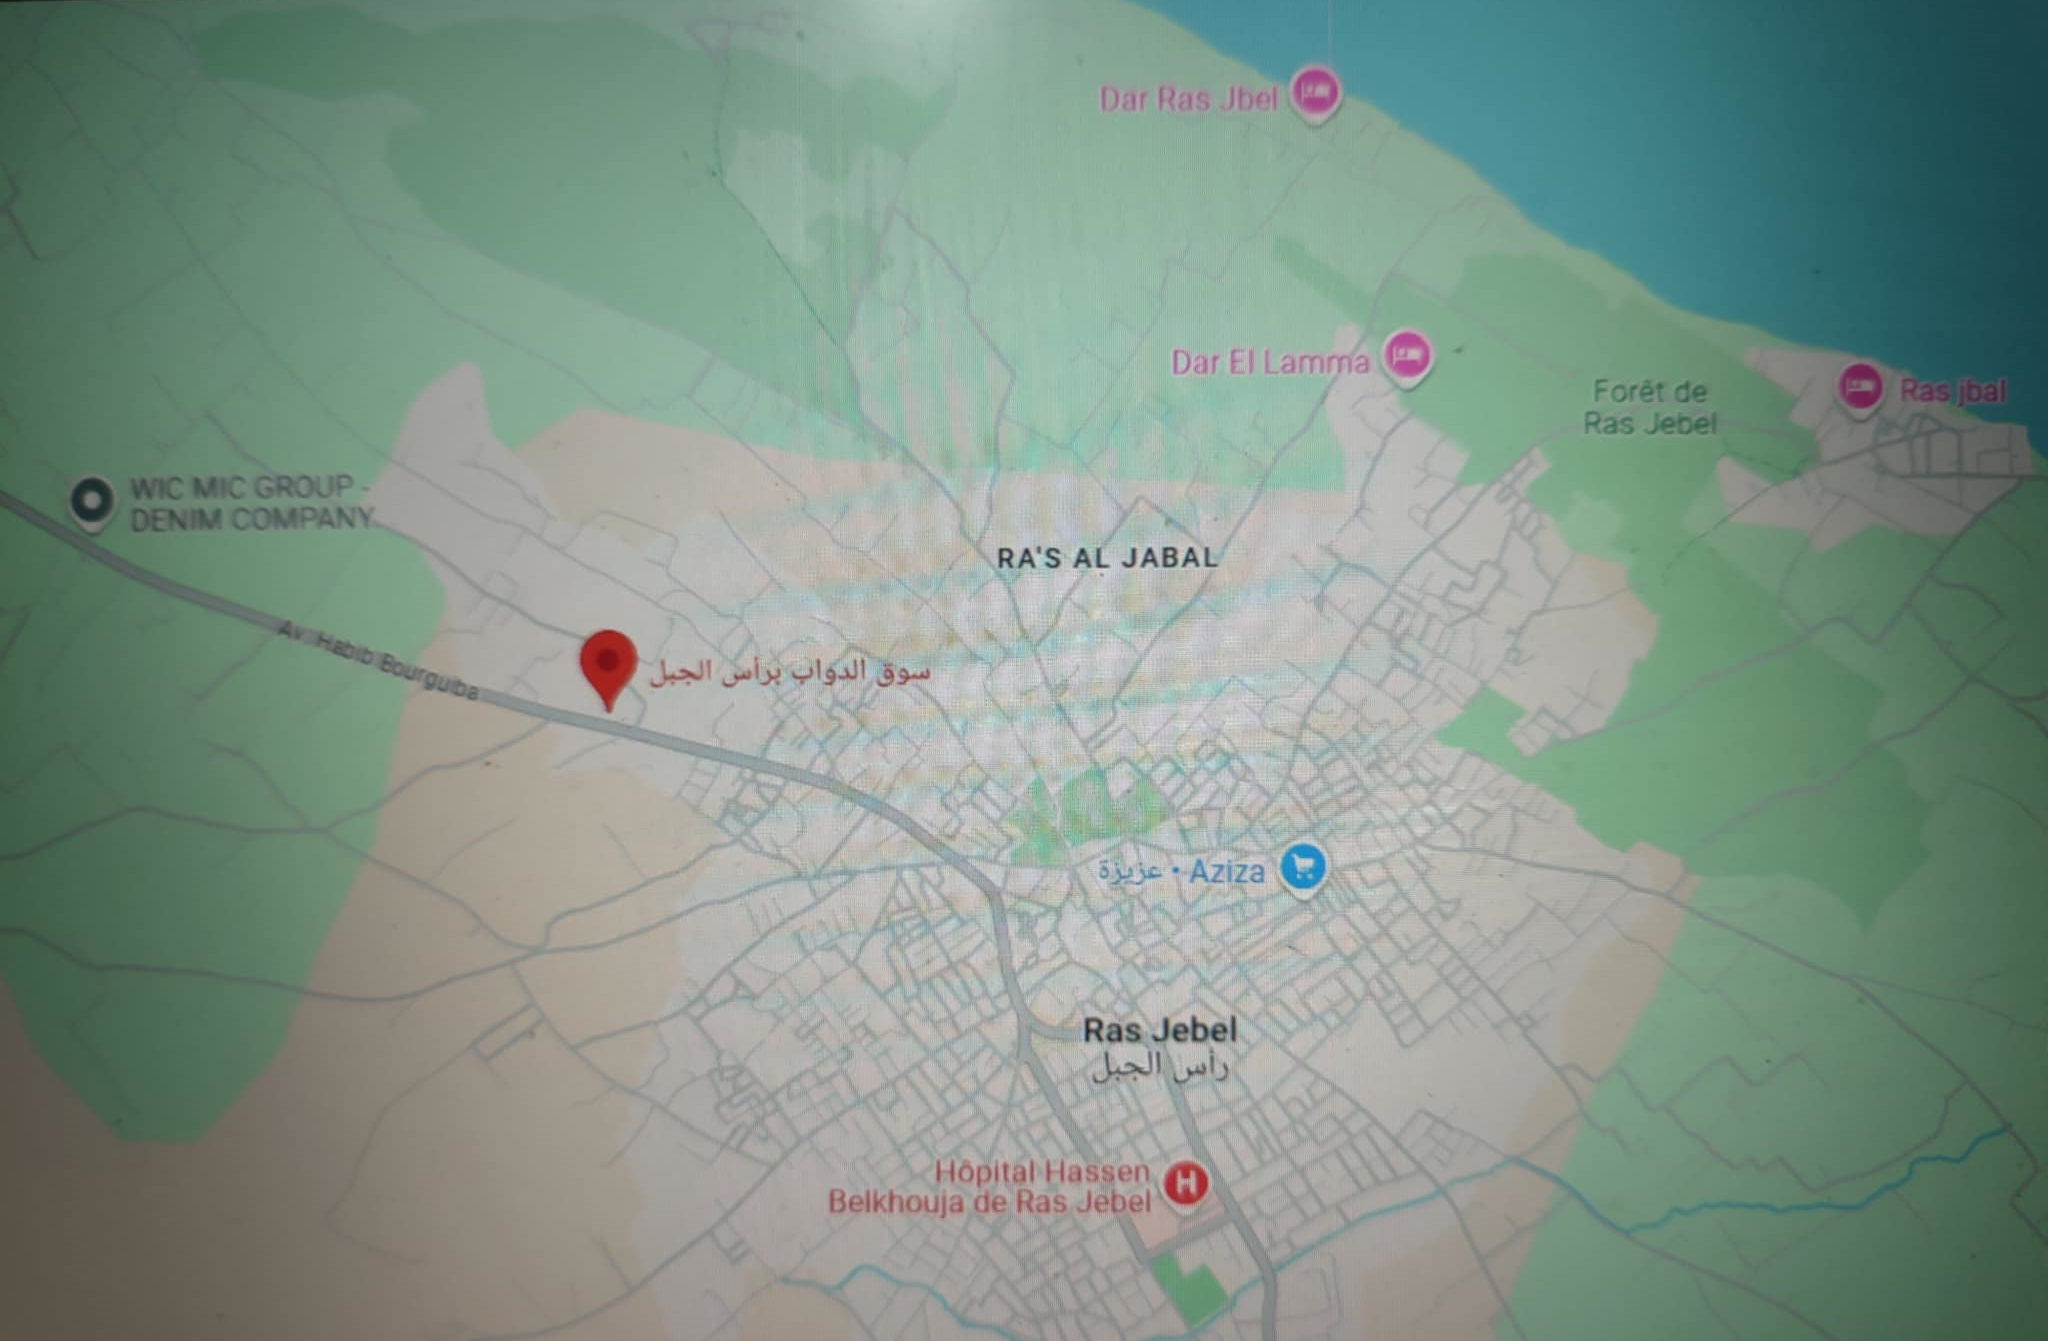 Dar Ras Jbel
Dar El Lamma
Forêt de
Ras Jebel
Ras jbal
WIC MIC GROUP -
DENIM COMPANY
RA'S AL JABAL
Av. Habib Bourguiba
سوق الدواب برأس الجبل
عزيزة • Aziza
Ras Jebel
رأس الجبل
Hôpital Hassen
Belkhouja de Ras Jebel
H